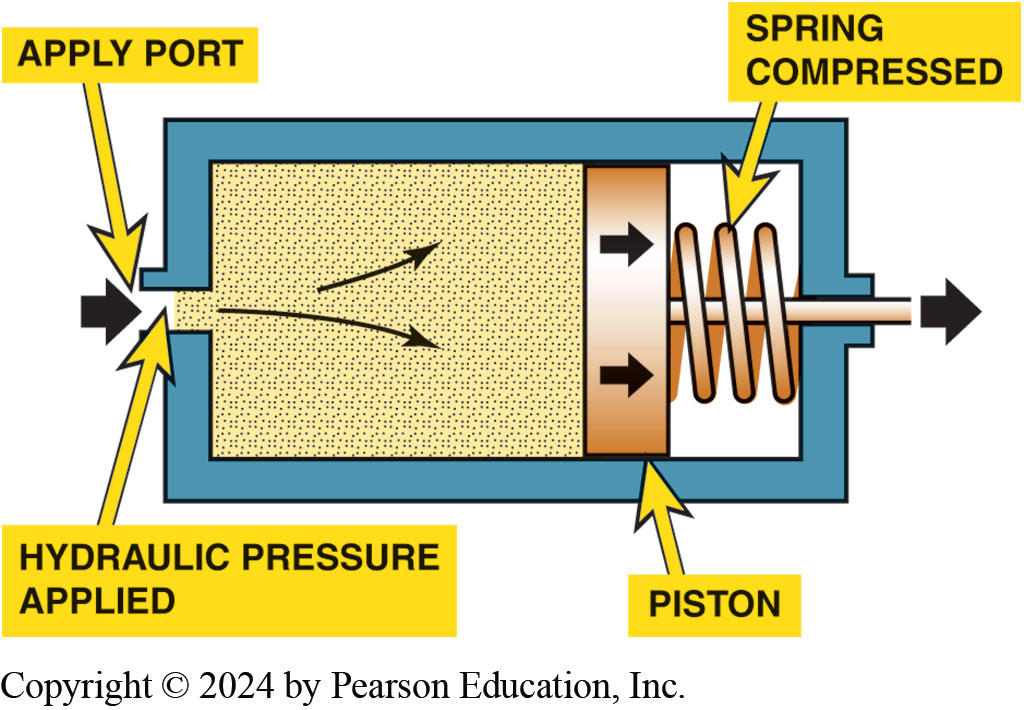 APPLY PORT
SPRING
COMPRESSED
HYDRAULIC PRESSURE
APPLIED
PISTON
Copyright © 2024 by Pearson Education, Inc.